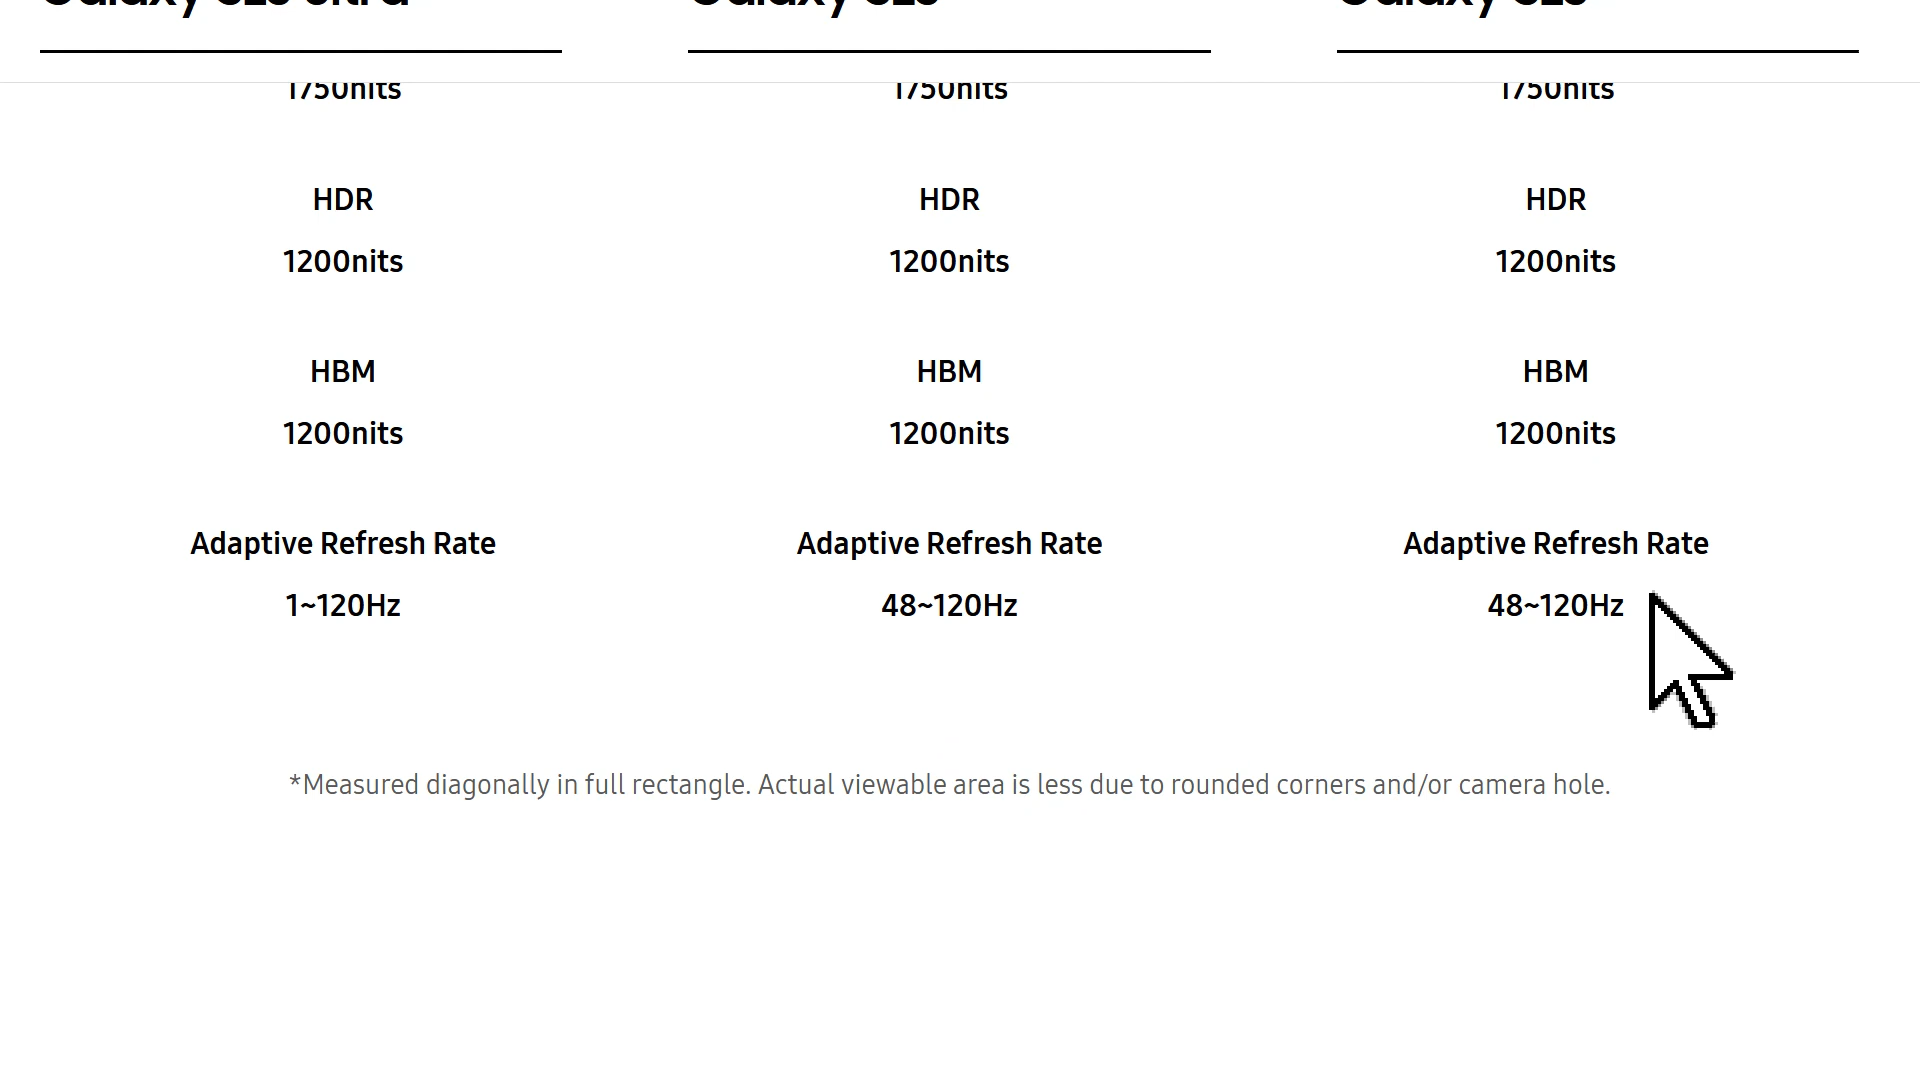 1750nits 1750nits 1750nits
HDR HDR HDR
1200nits 1200nits 1200nits
HBM HBM HBM
1200nits 1200nits 1200nits
Adaptive Refresh Rate Adaptive Refresh Rate Adaptive Refresh Rate
1~120Hz 48~120Hz 48~120Hz
*Measured diagonally in full rectangle. Actual viewable area is less due to rounded corners and/or camera hole.